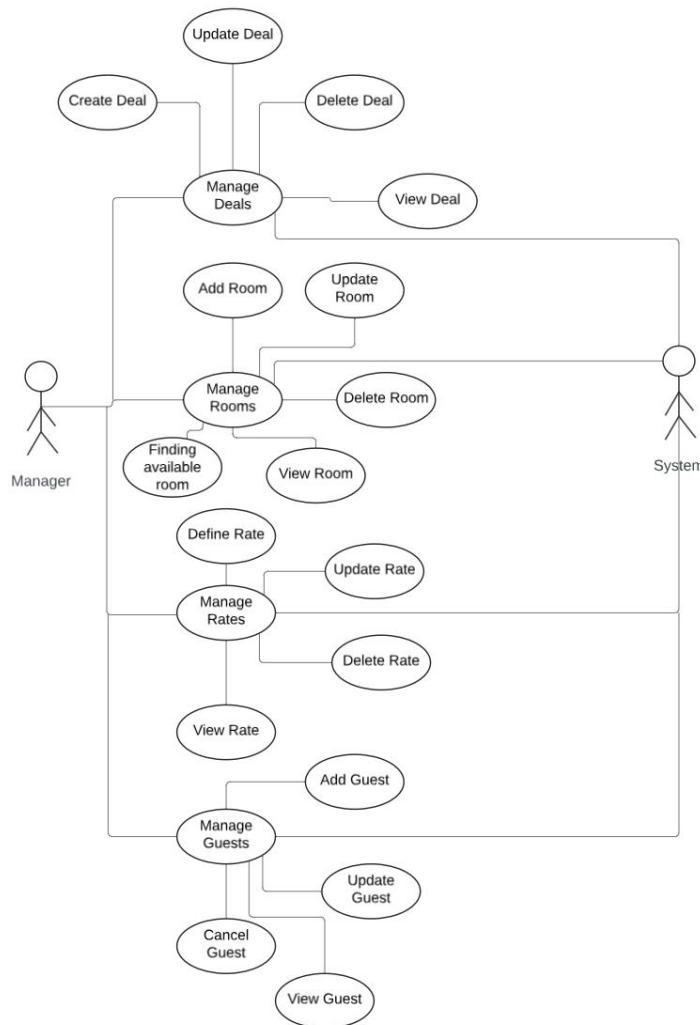 Update Deal
Create Deal
Delete Deal
Manage
Deals
View Deal
Add Room
Update
Room
Manage
Rooms
Delete Room
Finding
available
room
View Room
Manager
System
Define Rate
Update Rate
Manage
Rates
Delete Rate
View Rate
Add Guest
Manage
Guests
Update
Guest
Cancel
Guest
View Guest